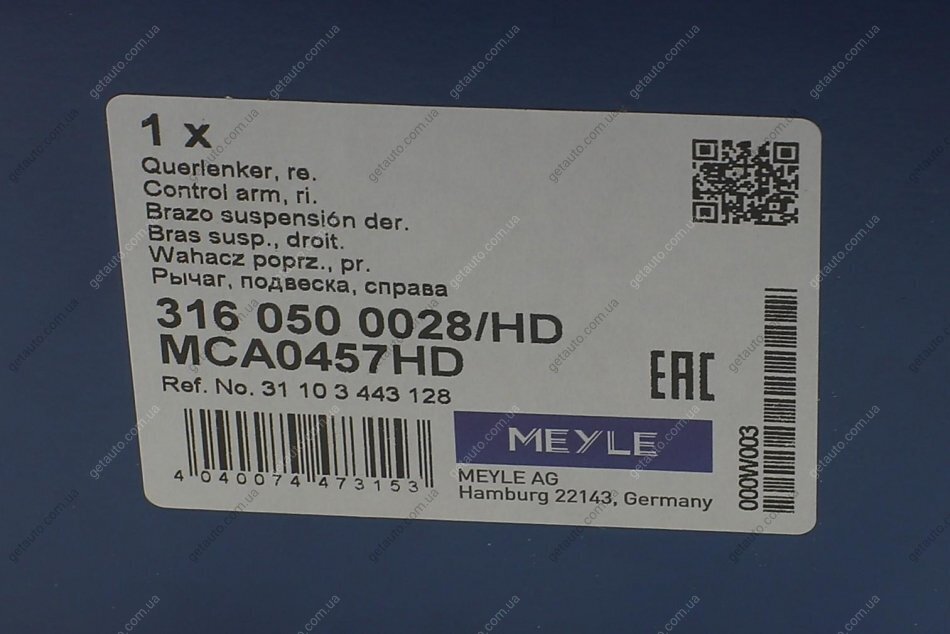 1 x
Querlenker, re.
Control arm, ri.
Brazo suspensión der.
Bras susp., droit.
Wahacz poprz., pr.
Рычаг, подвеска, справа
316 050 0028/HD
MCA0457HD
Ref. No. 31 10 3 443 128
4 040074 473153
EAC
MEYLE
MEYLE AG
Hamburg 22143, Germany
000W003
getauto.com.ua